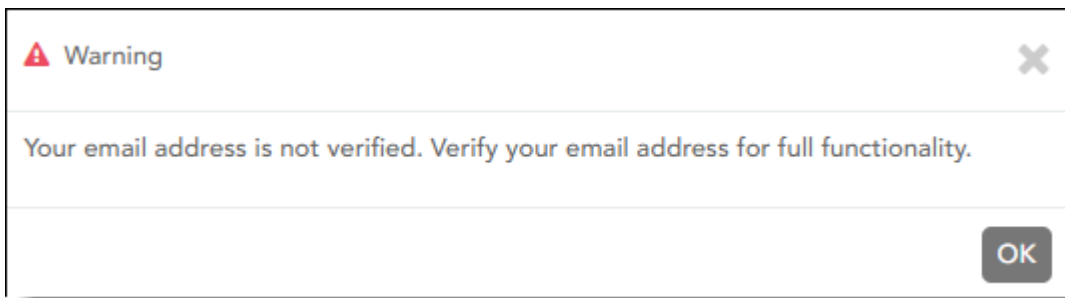 Warning
Your email address is not verified. Verify your email address for full functionality.
OK